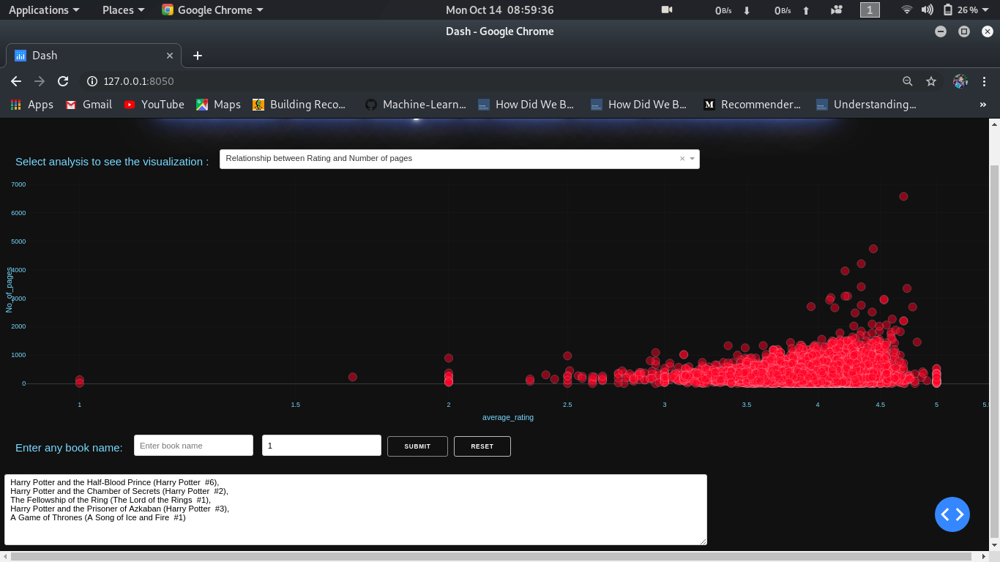 Applications Places Google Chrome Mon Oct 14 08:59:36 0B/s 0B/s 1 26 %
Dash - Google Chrome
Dash
127.0.0.1:8050
Apps Gmail YouTube Maps Building Reco... Machine-Learn... How Did We B... How Did We B... M Recommender... Understanding... »
Select analysis to see the visualization : Relationship between Rating and Number of pages
7000
6000
5000
4000
3000
2000
1000
0
No_of_pages
1 1.5 2 2.5 3 3.5 4 4.5 5 5.5
average_rating
Enter any book name: Enter book name 1 SUBMIT RESET
Harry Potter and the Half-Blood Prince (Harry Potter  #6),
Harry Potter and the Chamber of Secrets (Harry Potter  #2),
The Fellowship of the Ring (The Lord of the Rings  #1),
Harry Potter and the Prisoner of Azkaban (Harry Potter  #3),
A Game of Thrones (A Song of Ice and Fire  #1)